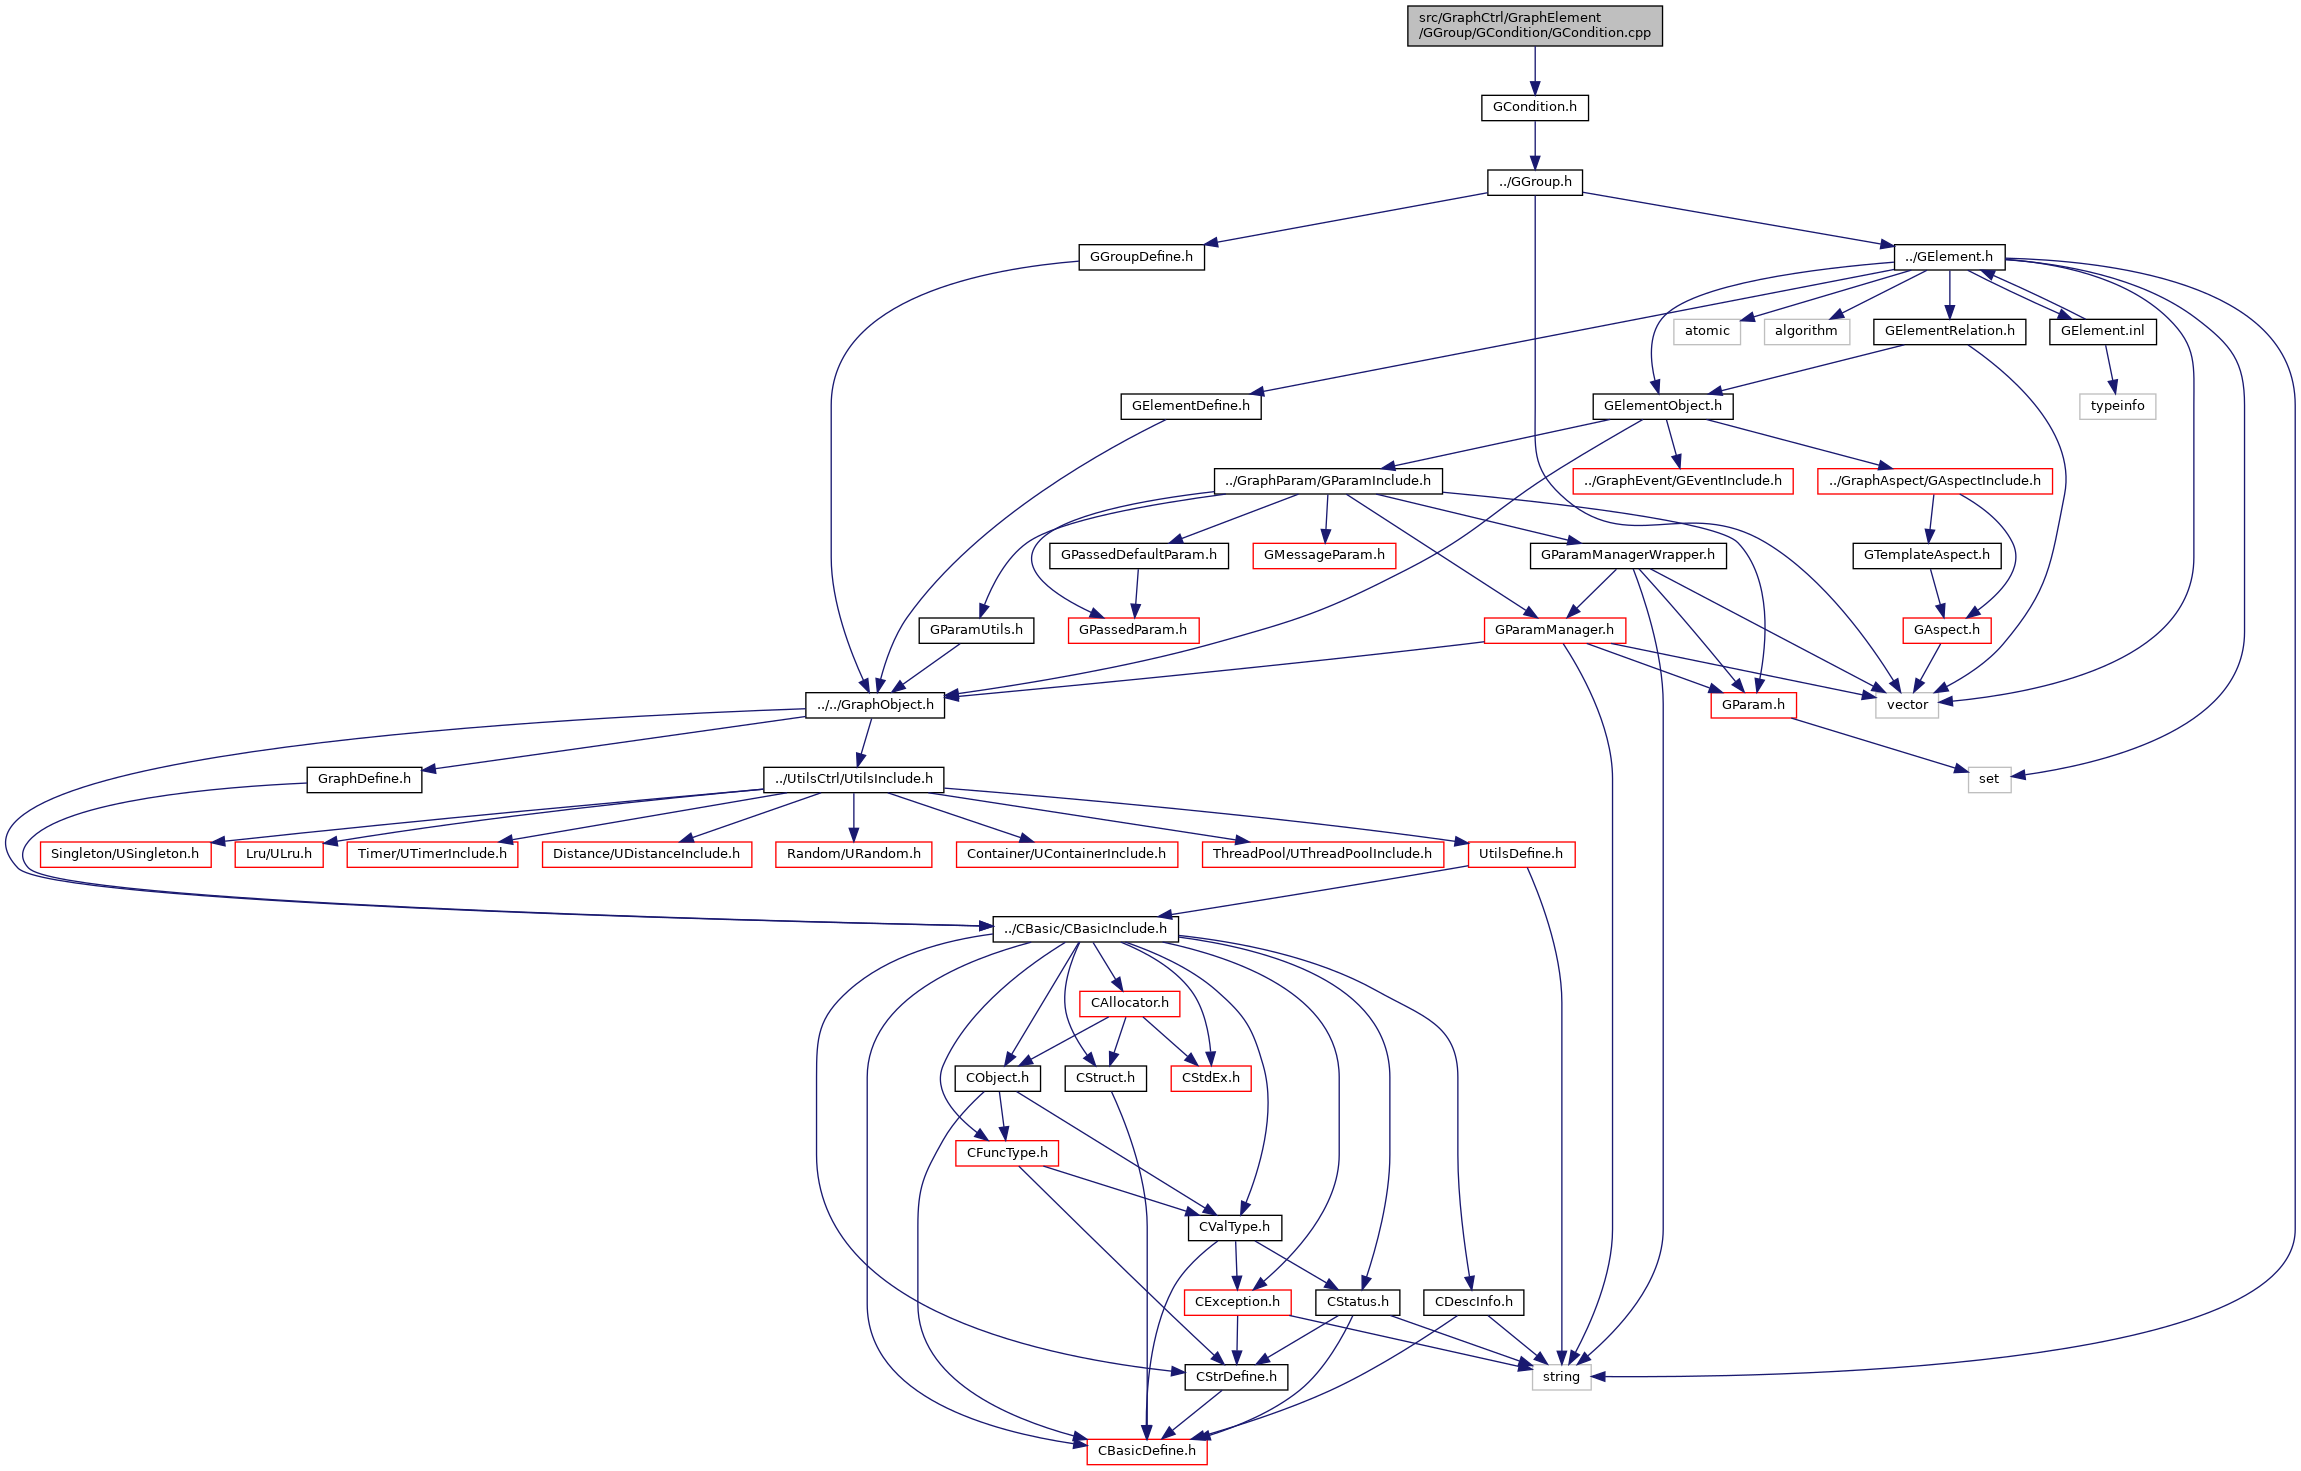 src/GraphCtrl/GraphElement
/GGroup/GCondition/GCondition.cpp
GCondition.h
../GGroup.h
GGroupDefine.h
../GElement.h
atomic
algorithm
GElementRelation.h
GElement.inl
GElementDefine.h
GElementObject.h
typeinfo
../GraphParam/GParamInclude.h
../GraphEvent/GEventInclude.h
../GraphAspect/GAspectInclude.h
GPassedDefaultParam.h
GMessageParam.h
GParamManagerWrapper.h
GTemplateAspect.h
GParamUtils.h
GPassedParam.h
GParamManager.h
GAspect.h
../../GraphObject.h
GParam.h
vector
GraphDefine.h
../UtilsCtrl/UtilsInclude.h
set
Singleton/USingleton.h
Lru/ULru.h
Timer/UTimerInclude.h
Distance/UDistanceInclude.h
Random/URandom.h
Container/UContainerInclude.h
ThreadPool/UThreadPoolInclude.h
UtilsDefine.h
../CBasic/CBasicInclude.h
CAllocator.h
CObject.h
CStruct.h
CStdEx.h
CFuncType.h
CValType.h
CException.h
CStatus.h
CDescInfo.h
CStrDefine.h
string
CBasicDefine.h